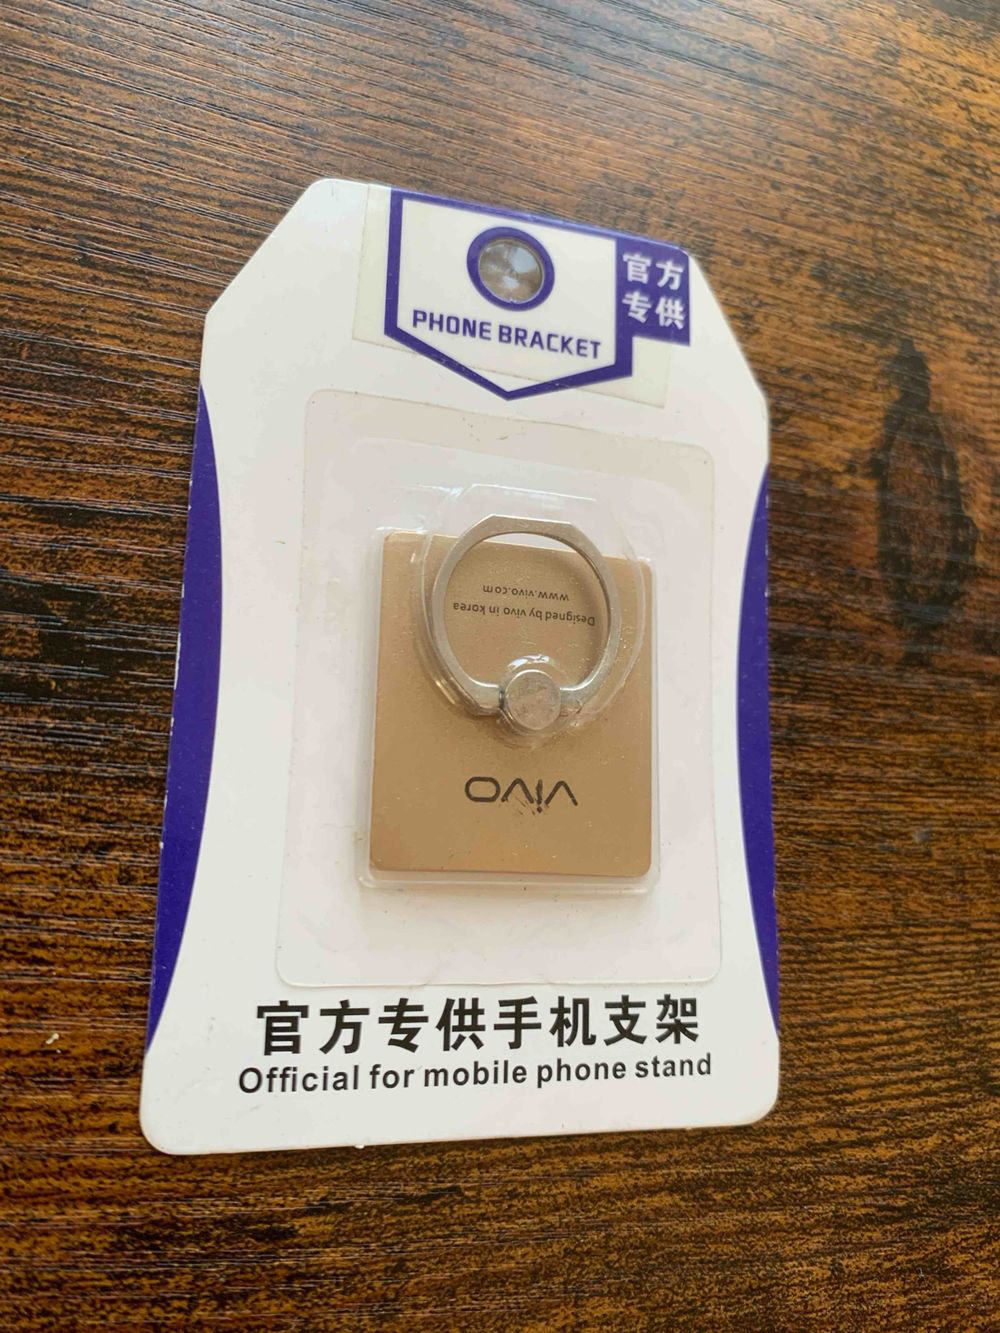 PHONE BRACKET
官方
专供
www.vivo.com
Designed by vivo in korea
vivo
官方专供手机支架
Official for mobile phone stand